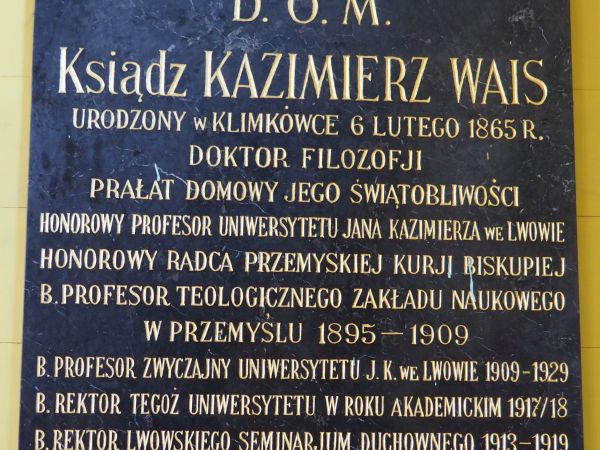 D. O. M.
Ksiądz KAZIMIERZ WAIS
URODZONY w KLIMKÓWCE 6 LUTEGO 1865 R.
DOKTOR FILOZOFJI
PRAŁAT DOMOWY JEGO ŚWIĄTOBLIWOŚCI
HONOROWY PROFESOR UNIWERSYTETU JANA KAZIMIERZA WE LWOWIE
HONOROWY RADCA PRZEMYSKIEJ KURJI BISKUPIEJ
B. PROFESOR TEOLOGICZNEGO ZAKŁADU NAUKOWEGO
W PRZEMYŚLU 1895 – 1909
B. PROFESOR ZWYCZAJNY UNIWERSYTETU J. K. WE LWOWIE 1909-1929
B. REKTOR TEGOŻ UNIWERSYTETU W ROKU AKADEMICKIM 1917/18
B. REKTOR LWOWSKIEGO SEMINARJUM DUCHOWNEGO 1913-1919